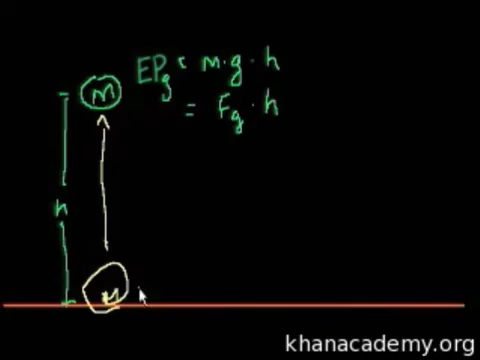 EPg = m·g·h
m
= Fg·h
h
m
khanacademy.org